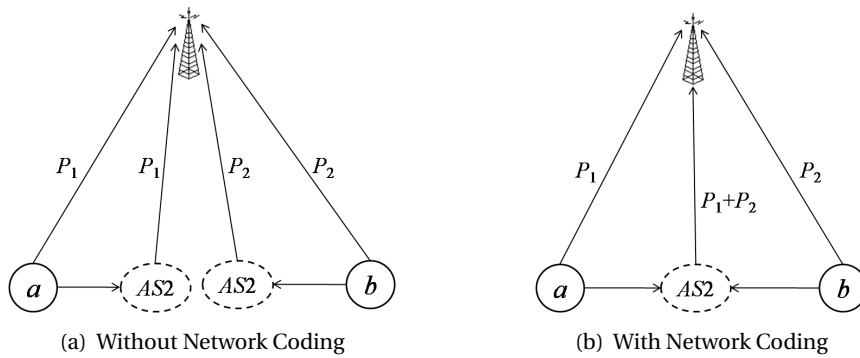 P1 P1 P2 P2
a AS2 AS2 b
(a) Without Network Coding
P1 P1+P2 P2
a AS2 b
(b) With Network Coding